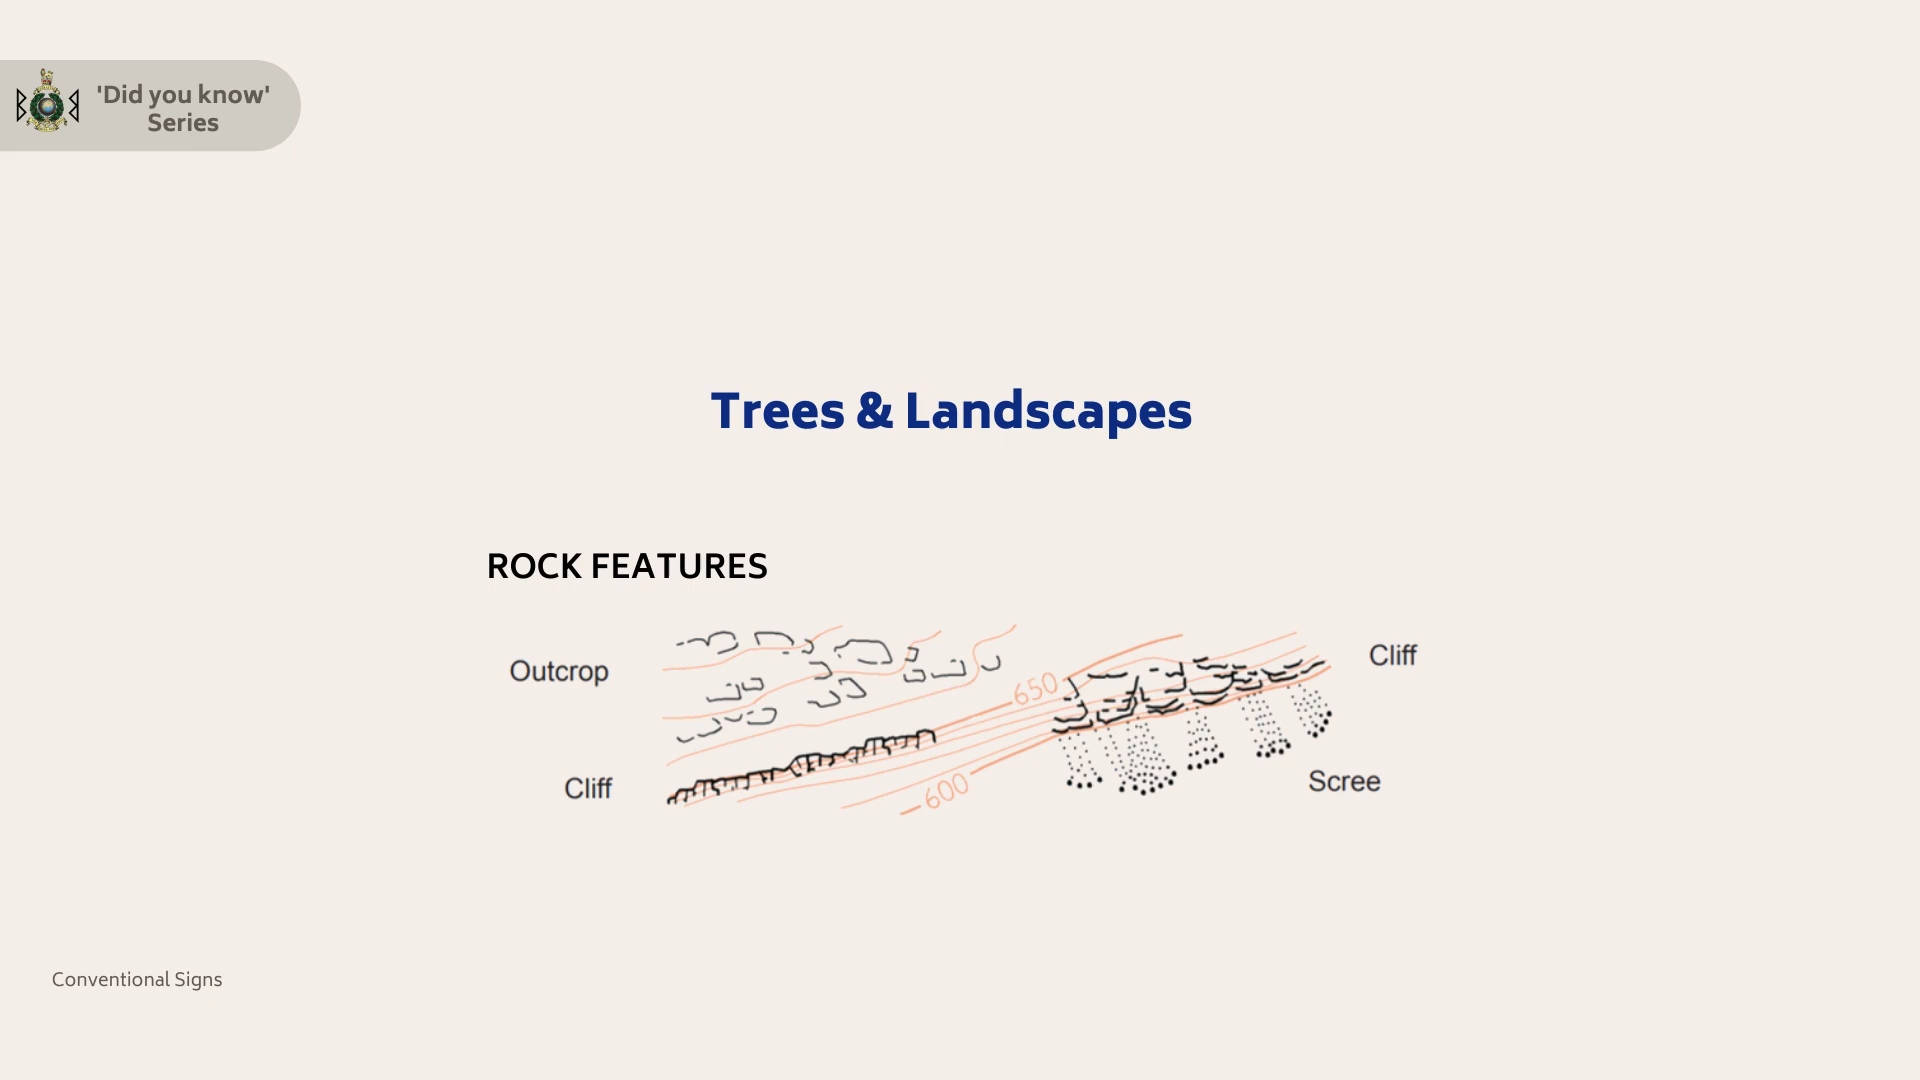 'Did you know'
Series
Trees & Landscapes
ROCK FEATURES
Outcrop
Cliff
650
Cliff
600
Scree
Conventional Signs